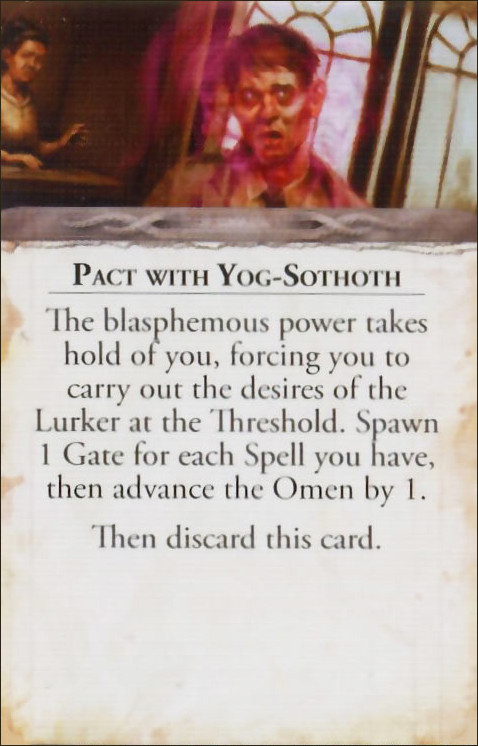 PACT WITH YOG-SOTHOTH
The blasphemous power takes
hold of you, forcing you to
carry out the desires of the
Lurker at the Threshold. Spawn
1 Gate for each Spell you have,
then advance the Omen by 1.
Then discard this card.